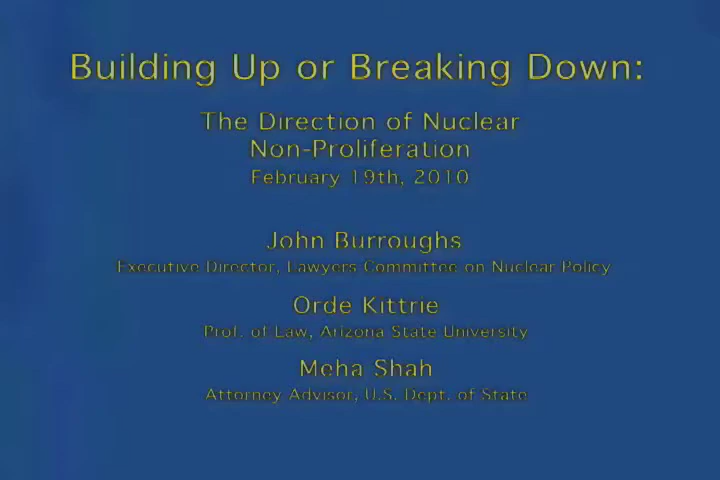 Building Up or Breaking Down:
The Direction of Nuclear
Non-Proliferation
February 19th, 2010
John Burroughs
Executive Director, Lawyers Committee on Nuclear Policy
Orde Kittrie
Prof. of Law, Arizona State University
Meha Shah
Attorney Advisor, U.S. Dept. of State